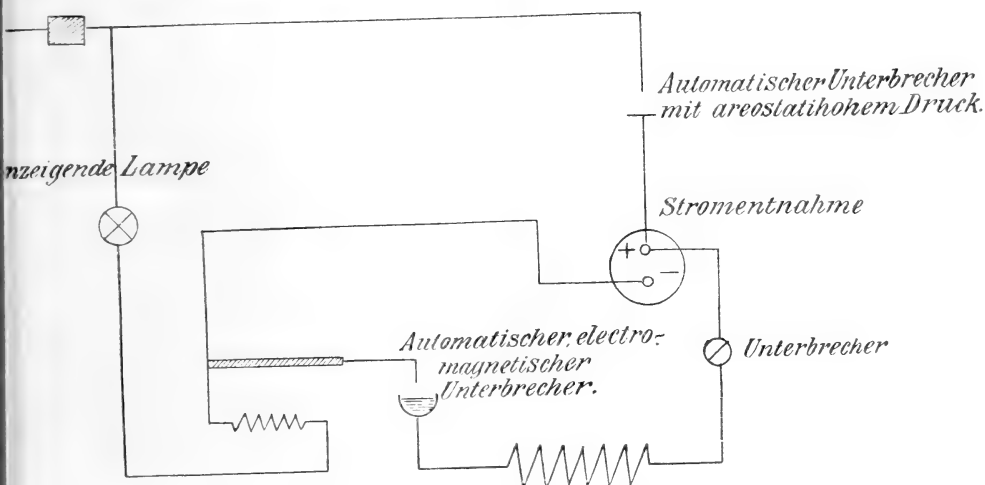 Automatischer Unterbrecher
mit areostatihohem Druck.
nzeigende Lampe
Stromentnahme
+
−
Automatischer electro-
magnetischer
Unterbrecher.
Unterbrecher